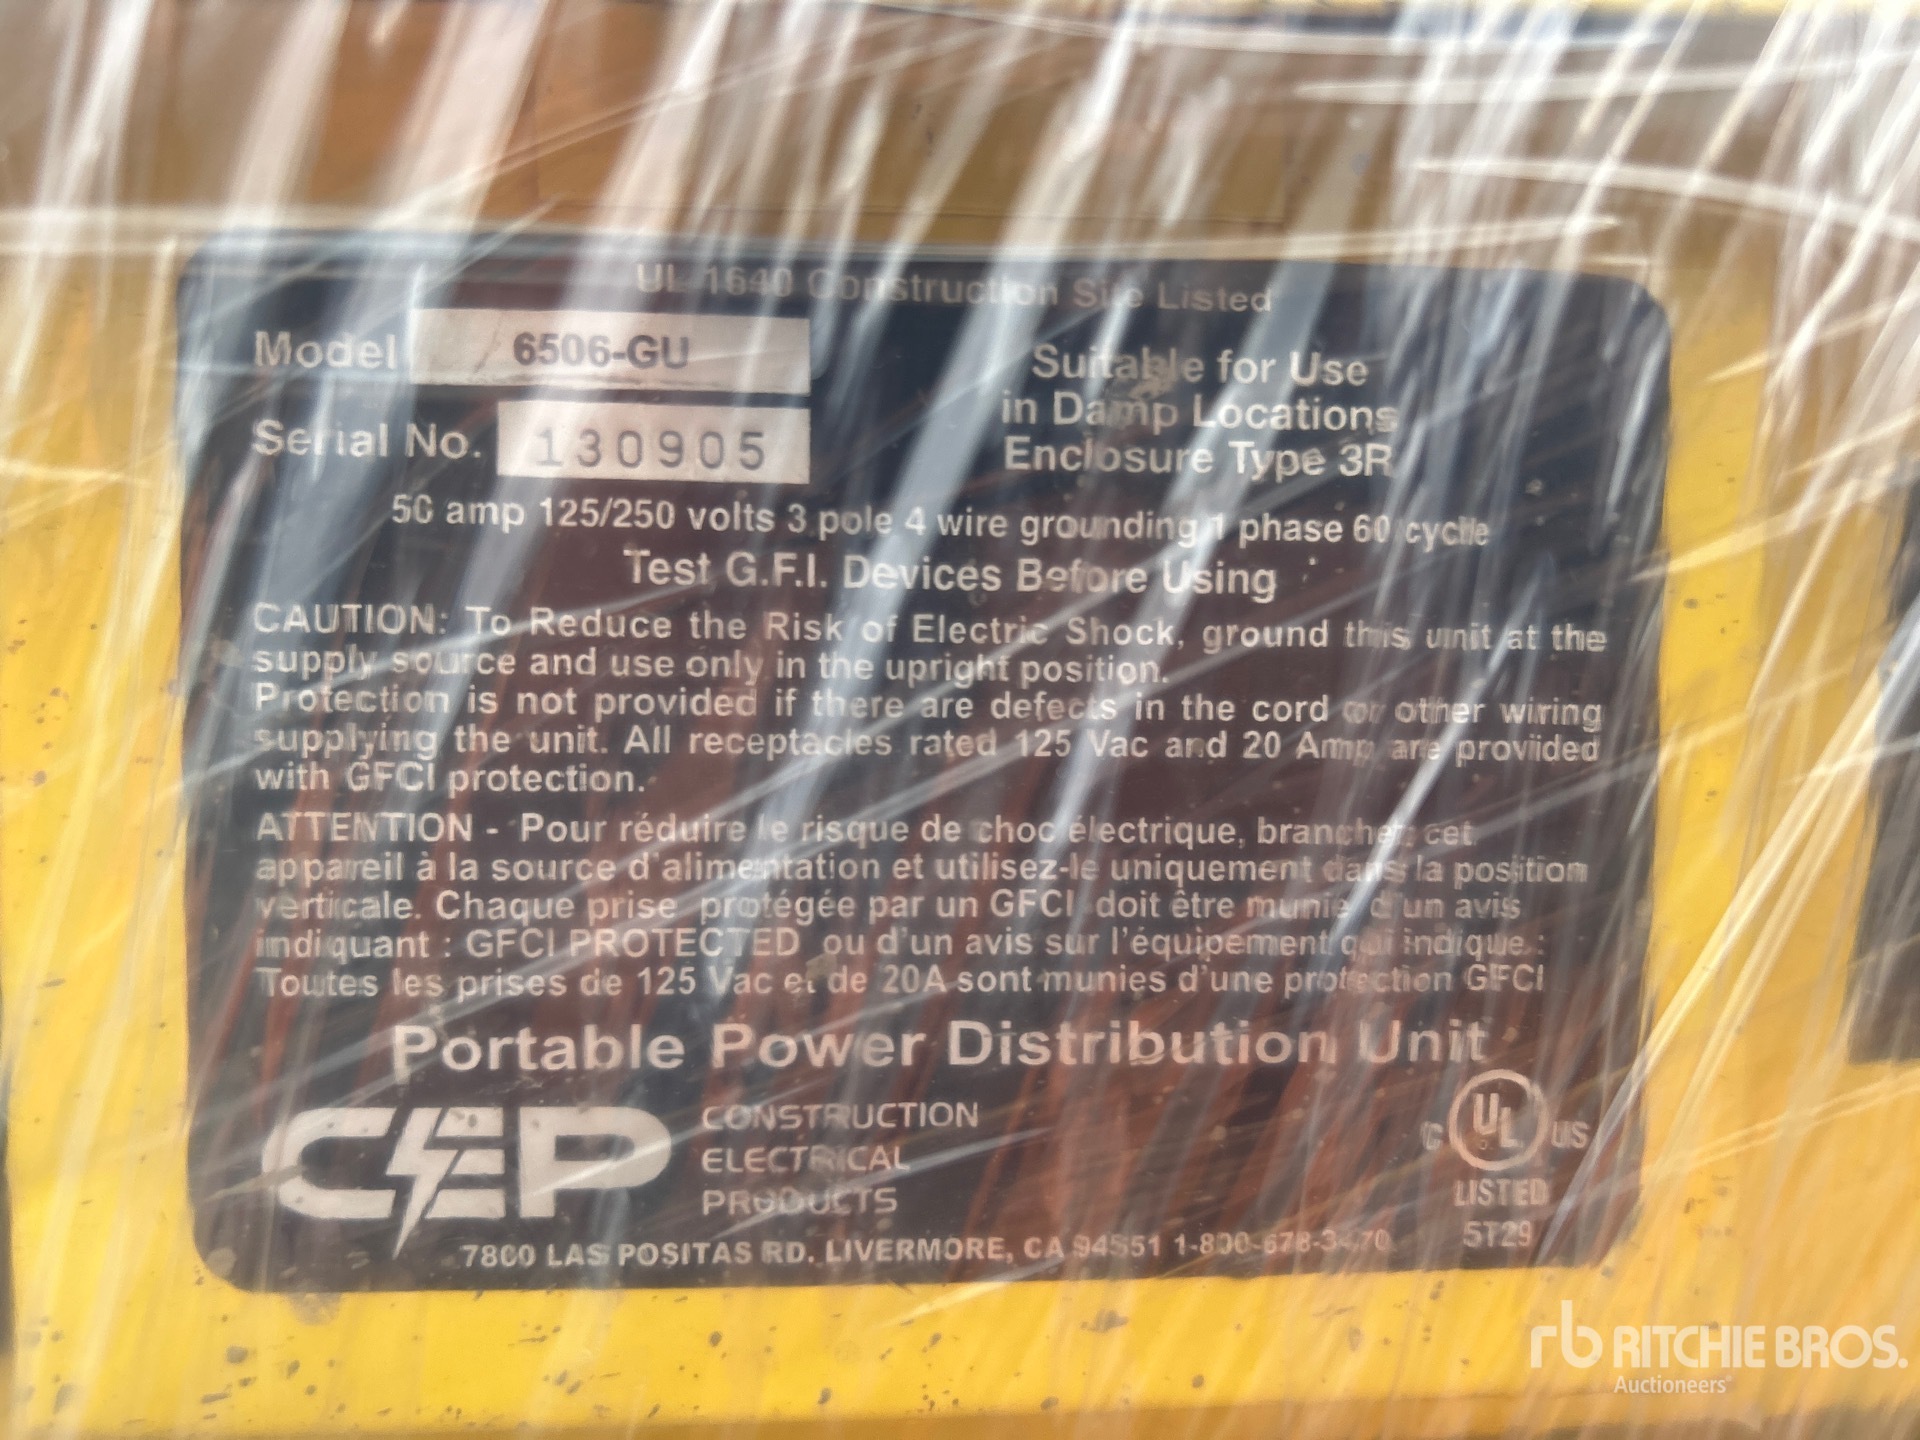 UL 1640 Construction Site Listed
Model 6506-GU
Serial No. 130905
Suitable for Use
in Damp Locations
Enclosure Type 3R
50 amp 125/250 volts 3 pole 4 wire grounding 1 phase 60 cycle
Test G.F.I. Devices Before Using
CAUTION: To Reduce the Risk of Electric Shock, ground this unit at the
supply source and use only in the upright position.
Protection is not provided if there are defects in the cord or other wiring
supplying the unit. All receptacles rated 125 Vac and 20 Amp are provided
with GFCI protection.
ATTENTION - Pour réduire le risque de choc électrique, brancher cet
appareil à la source d'alimentation et utilisez-le uniquement dans la position
verticale. Chaque prise protégée par un GFCI doit être munie d'un avis
indiquant : GFCI PROTECTED ou d'un avis sur l'équipement qui indique :
Toutes les prises de 125 Vac et de 20A sont munies d'une protection GFCI
Portable Power Distribution Unit
CEP CONSTRUCTION
ELECTRICAL
PRODUCTS
C UL US
LISTED
5T29
7800 LAS POSITAS RD. LIVERMORE, CA 94551 1-800-678-3470
rb RITCHIE BROS.
Auctioneers